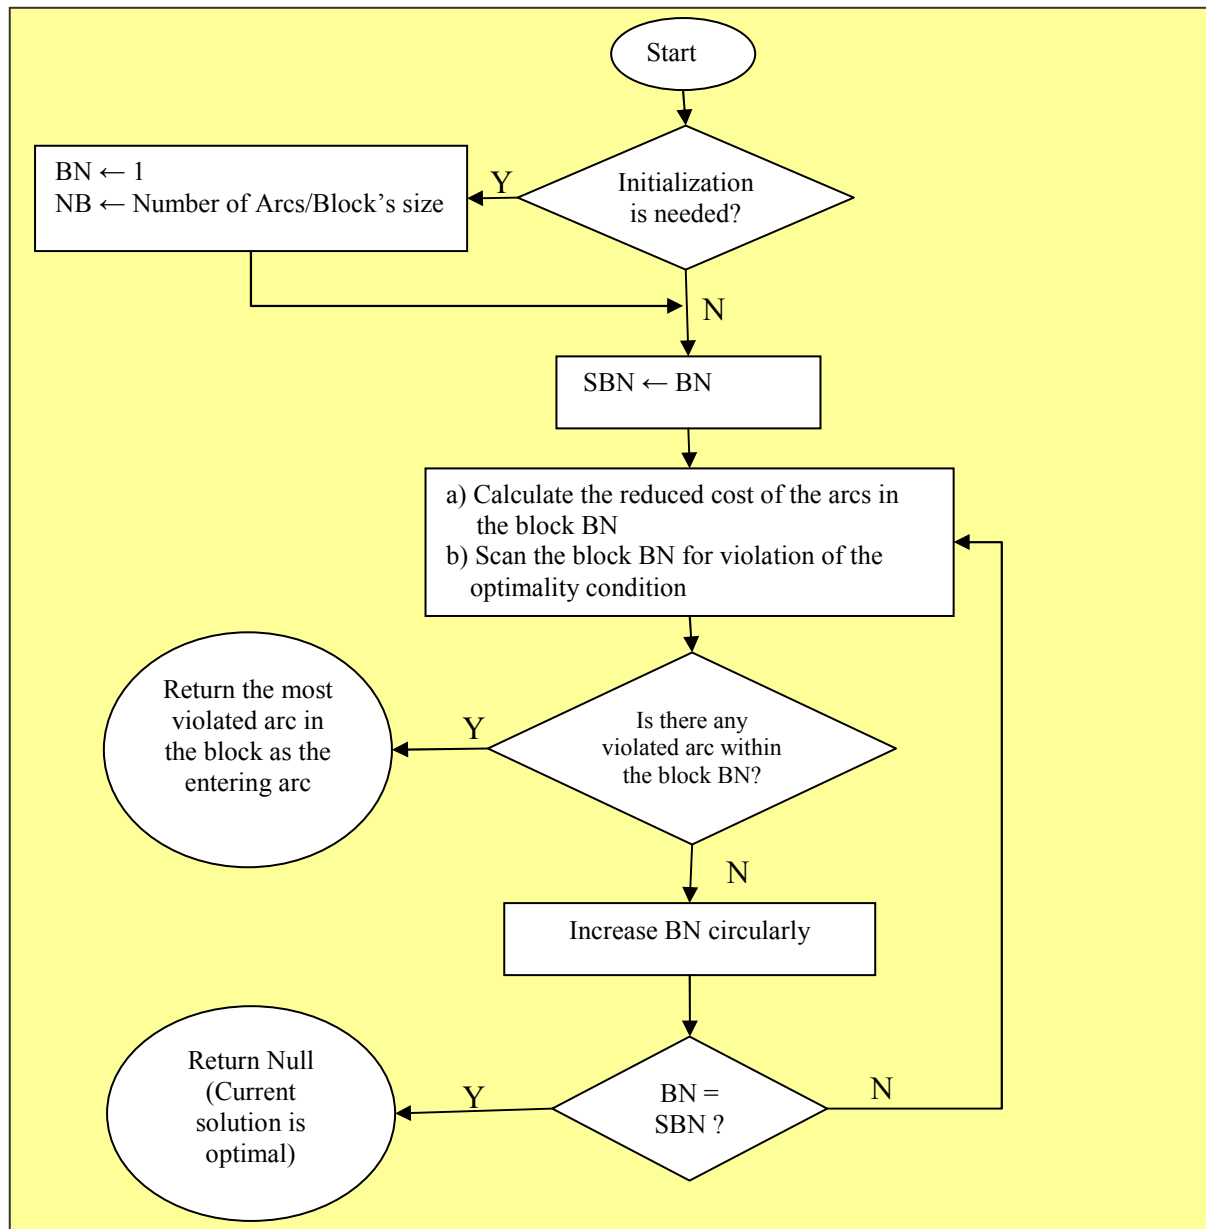 Start
Initialization
is needed?
Y
BN ← 1
NB ← Number of Arcs/Block’s size
N
SBN ← BN
a) Calculate the reduced cost of the arcs in
the block BN
b) Scan the block BN for violation of the
optimality condition
Is there any
violated arc within
the block BN?
Y
Return the most
violated arc in
the block as the
entering arc
N
Increase BN circularly
BN =
SBN ?
Y
N
Return Null
(Current
solution is
optimal)